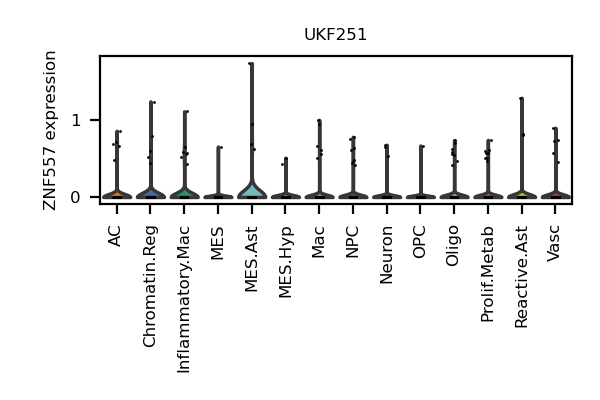 UKF251
ZNF557 expression
1
0
AC
Chromatin.Reg
Inflammatory.Mac
MES
MES.Ast
MES.Hyp
Mac
NPC
Neuron
OPC
Oligo
Prolif.Metab
Reactive.Ast
Vasc